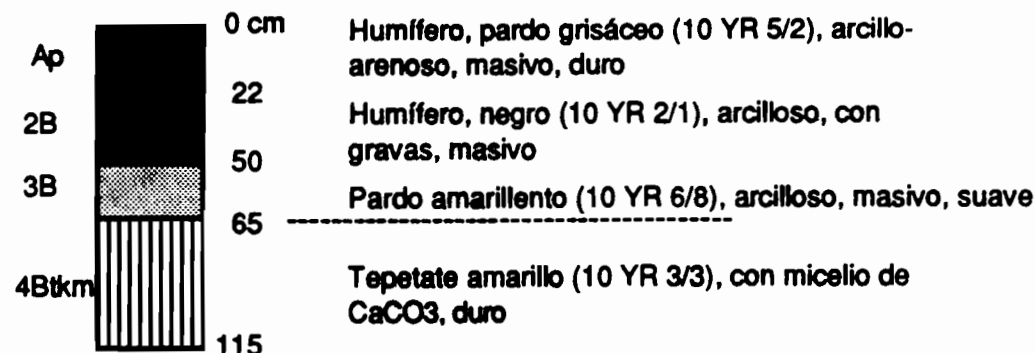 0 cm
Ap
Humífero, pardo grisáceo (10 YR 5/2), arcillo-
arenoso, masivo, duro
22
2B
Humífero, negro (10 YR 2/1), arcilloso, con
gravas, masivo
50
3B
Pardo amarillento (10 YR 6/8), arcilloso, masivo, suave
65
4Btkm
Tepetate amarillo (10 YR 3/3), con micelio de
CaCO3, duro
115